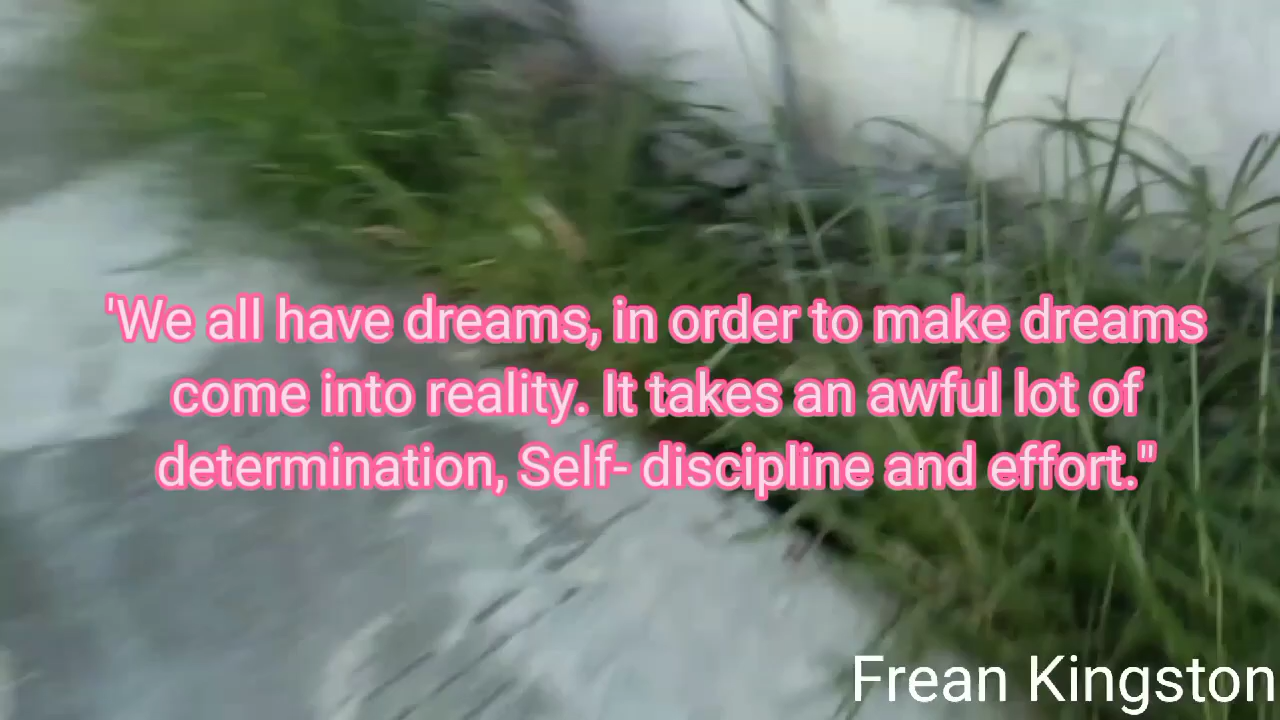 'We all have dreams, in order to make dreams
come into reality. It takes an awful lot of
determination, Self- discipline and effort."
Frean Kingston